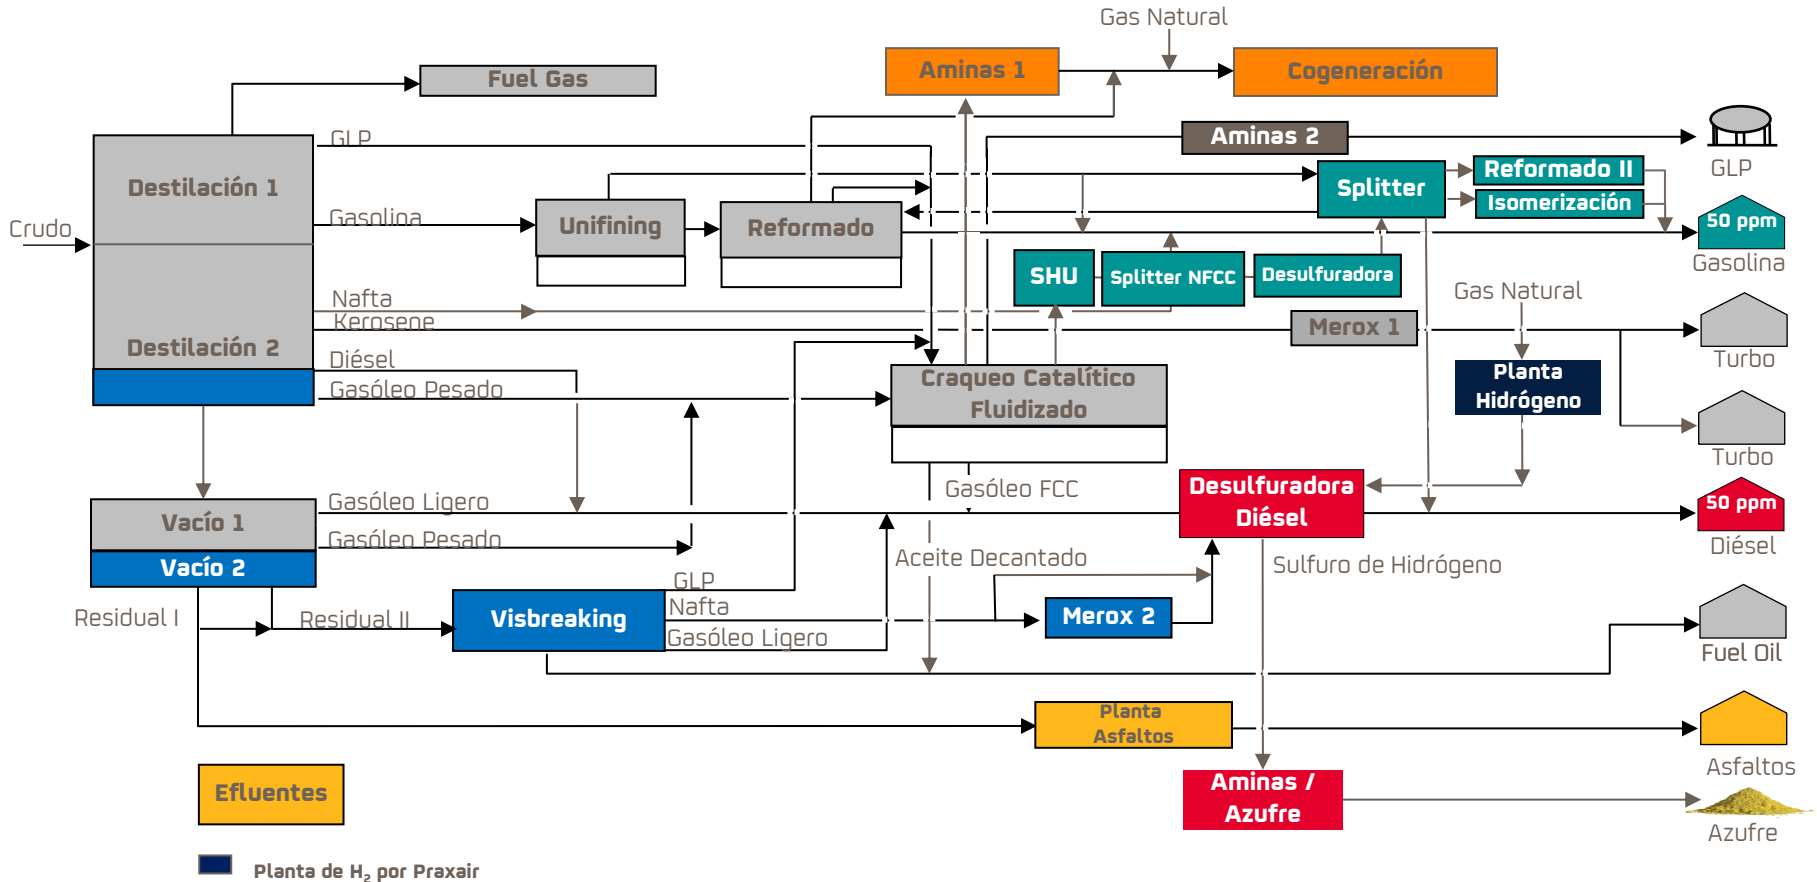 Gas Natural
Fuel Gas
Aminas 1
Cogeneración
GLP
Aminas 2
Destilación 1
Splitter
Reformado II
GLP
Isomerización
Crudo
Gasolina
Unifining
Reformado
50 ppm
Gasolina
SHU
Splitter NFCC
Desulfuradora
Nafta
Gas Natural
Kerosene
Merox 1
Destilación 2
Diésel
Turbo
Gasóleo Pesado
Craqueo Catalítico
Fluidizado
Planta
Hidrógeno
Turbo
Gasóleo Ligero
Gasóleo FCC
Desulfuradora
Diésel
50 ppm
Vacío 1
Gasóleo Pesado
Diésel
Vacío 2
Aceite Decantado
Sulfuro de Hidrógeno
GLP
Nafta
Residual I
Residual II
Visbreaking
Merox 2
Gasóleo Ligero
Fuel Oil
Planta
Asfaltos
Asfaltos
Efluentes
Aminas /
Azufre
Azufre
Planta de H₂ por Praxair